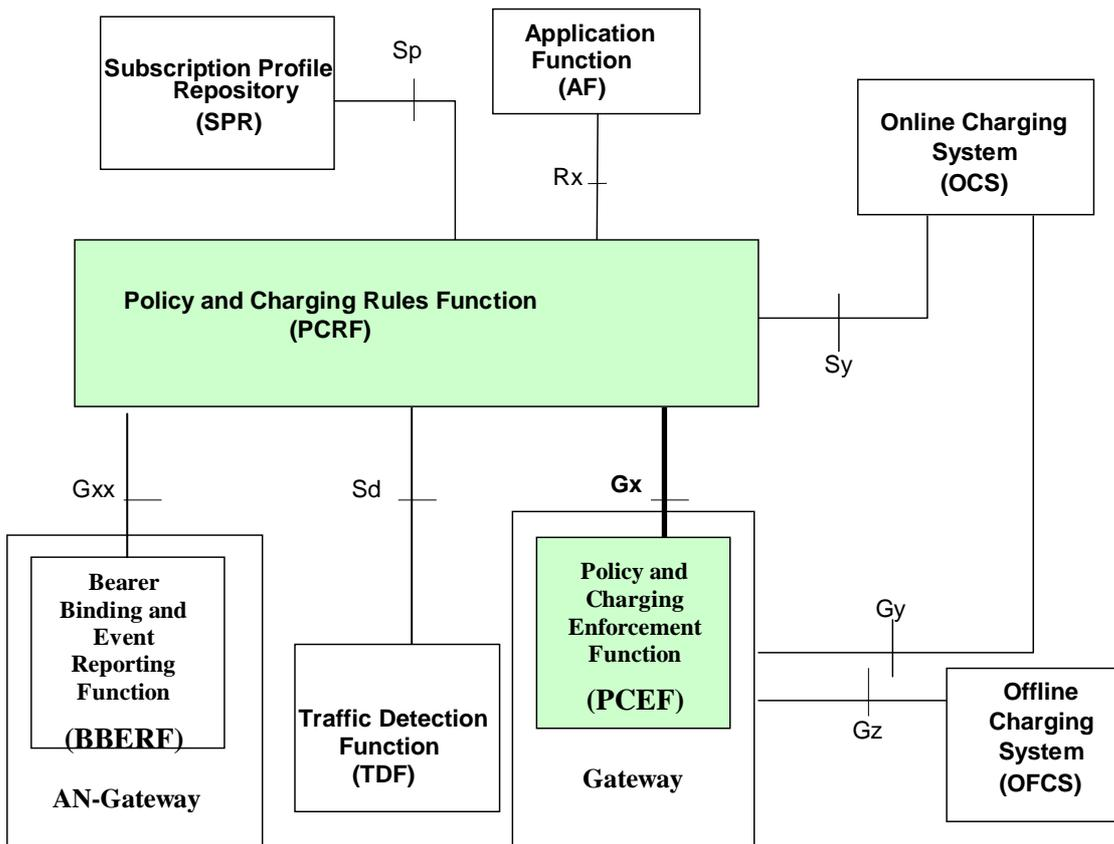 Subscription Profile
Repository
(SPR)
Sp
Application
Function
(AF)
Rx
Online Charging
System
(OCS)
Policy and Charging Rules Function
(PCRF)
Sy
Gxx
Sd
Gx
Bearer
Binding and
Event
Reporting
Function
(BBERF)
AN-Gateway
Traffic Detection
Function
(TDF)
Policy and
Charging
Enforcement
Function
(PCEF)
Gateway
Gy
Gz
Offline
Charging
System
(OFCS)